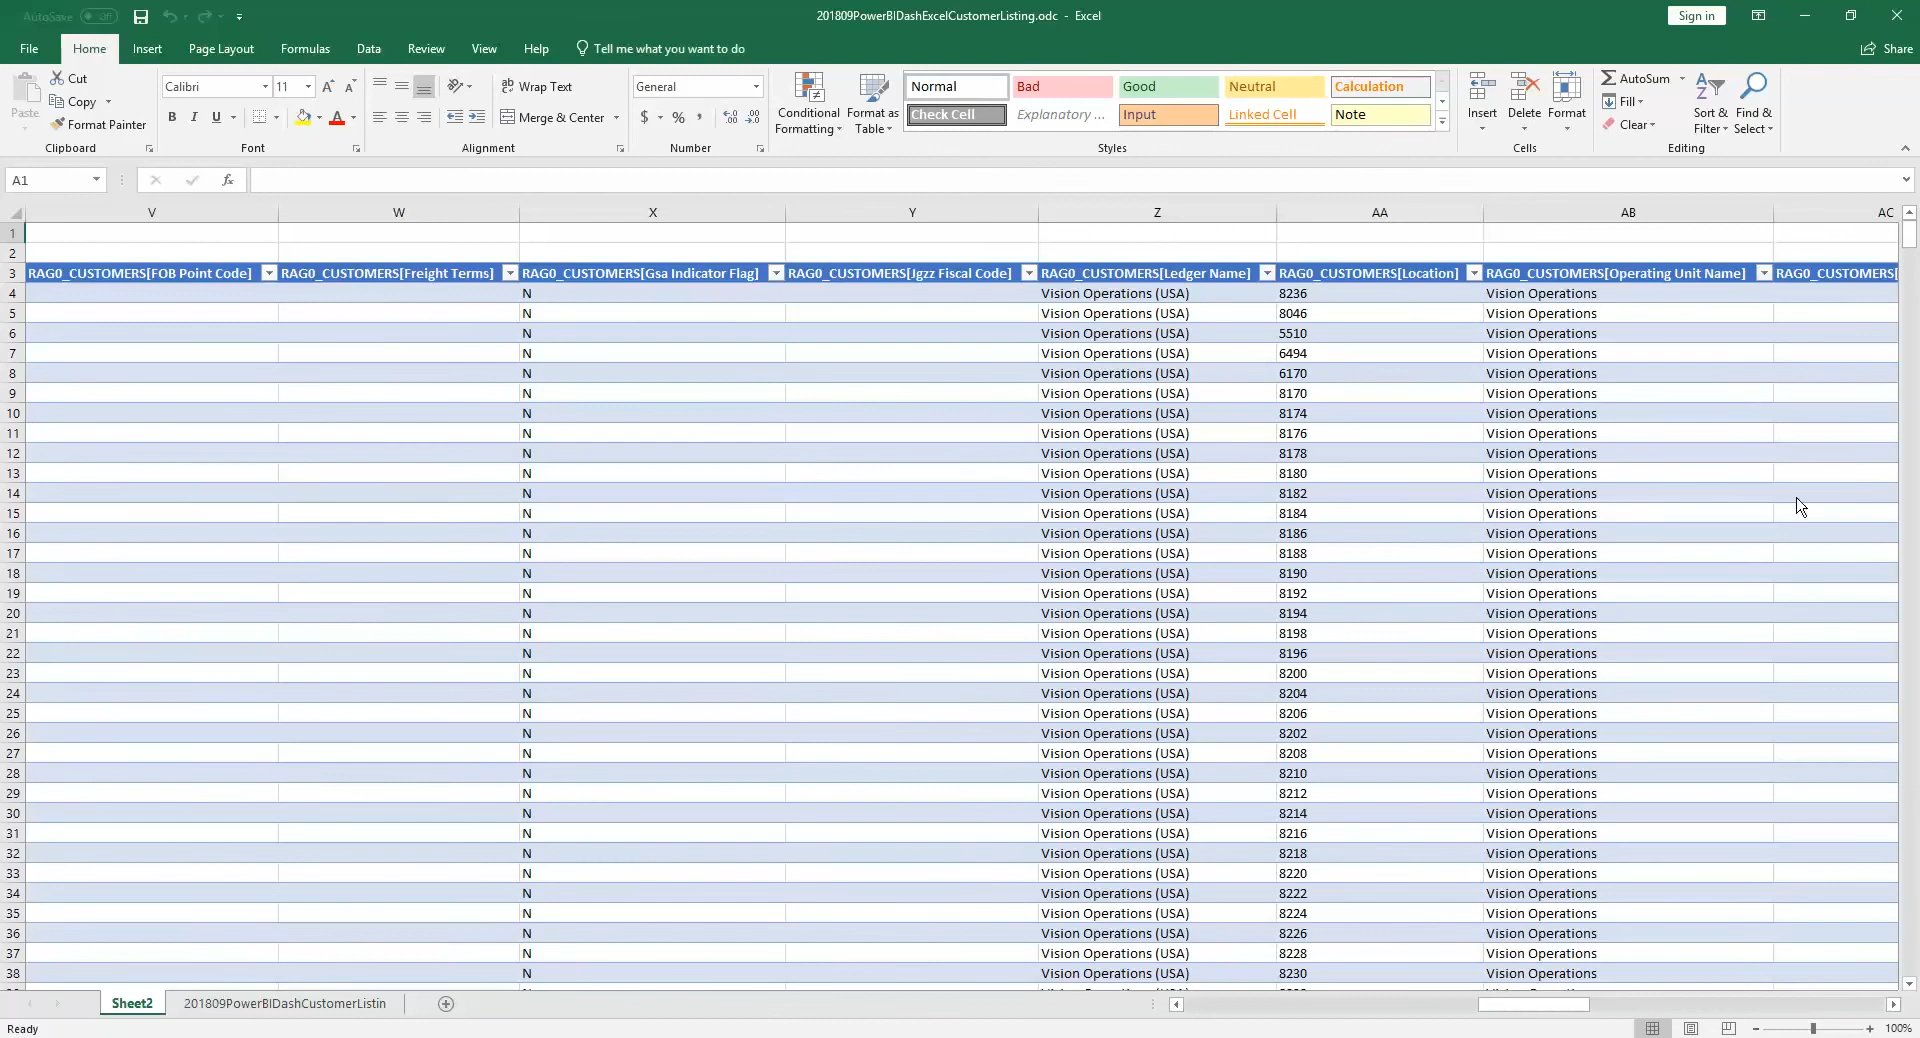 AutoSave Off 201809PowerBIDashExcelCustomerListing.odc - Excel Sign in
File Home Insert Page Layout Formulas Data Review View Help Tell me what you want to do Share
Paste Cut Copy Format Painter Clipboard
Calibri 11 A A B I U A Font
Wrap Text Merge & Center Alignment
General $ % , Number
Conditional Formatting Format as Table
Normal Bad Good Neutral Calculation
Check Cell Explanatory ... Input Linked Cell Note
Styles
Insert Delete Format Cells
AutoSum Fill Clear Sort & Filter Find & Select Editing
A1 fx
V W X Y Z AA AB AC
1
2
3 RAG0_CUSTOMERS[FOB Point Code] RAG0_CUSTOMERS[Freight Terms] RAG0_CUSTOMERS[Gsa Indicator Flag] RAG0_CUSTOMERS[Jgzz Fiscal Code] RAG0_CUSTOMERS[Ledger Name] RAG0_CUSTOMERS[Location] RAG0_CUSTOMERS[Operating Unit Name] RAG0_CUSTOMERS[
4 N Vision Operations (USA) 8236 Vision Operations
5 N Vision Operations (USA) 8046 Vision Operations
6 N Vision Operations (USA) 5510 Vision Operations
7 N Vision Operations (USA) 6494 Vision Operations
8 N Vision Operations (USA) 6170 Vision Operations
9 N Vision Operations (USA) 8170 Vision Operations
10 N Vision Operations (USA) 8174 Vision Operations
11 N Vision Operations (USA) 8176 Vision Operations
12 N Vision Operations (USA) 8178 Vision Operations
13 N Vision Operations (USA) 8180 Vision Operations
14 N Vision Operations (USA) 8182 Vision Operations
15 N Vision Operations (USA) 8184 Vision Operations
16 N Vision Operations (USA) 8186 Vision Operations
17 N Vision Operations (USA) 8188 Vision Operations
18 N Vision Operations (USA) 8190 Vision Operations
19 N Vision Operations (USA) 8192 Vision Operations
20 N Vision Operations (USA) 8194 Vision Operations
21 N Vision Operations (USA) 8198 Vision Operations
22 N Vision Operations (USA) 8196 Vision Operations
23 N Vision Operations (USA) 8200 Vision Operations
24 N Vision Operations (USA) 8204 Vision Operations
25 N Vision Operations (USA) 8206 Vision Operations
26 N Vision Operations (USA) 8202 Vision Operations
27 N Vision Operations (USA) 8208 Vision Operations
28 N Vision Operations (USA) 8210 Vision Operations
29 N Vision Operations (USA) 8212 Vision Operations
30 N Vision Operations (USA) 8214 Vision Operations
31 N Vision Operations (USA) 8216 Vision Operations
32 N Vision Operations (USA) 8218 Vision Operations
33 N Vision Operations (USA) 8220 Vision Operations
34 N Vision Operations (USA) 8222 Vision Operations
35 N Vision Operations (USA) 8224 Vision Operations
36 N Vision Operations (USA) 8226 Vision Operations
37 N Vision Operations (USA) 8228 Vision Operations
38 N Vision Operations (USA) 8230 Vision Operations
Sheet2 201809PowerBIDashCustomerListin
Ready 100%